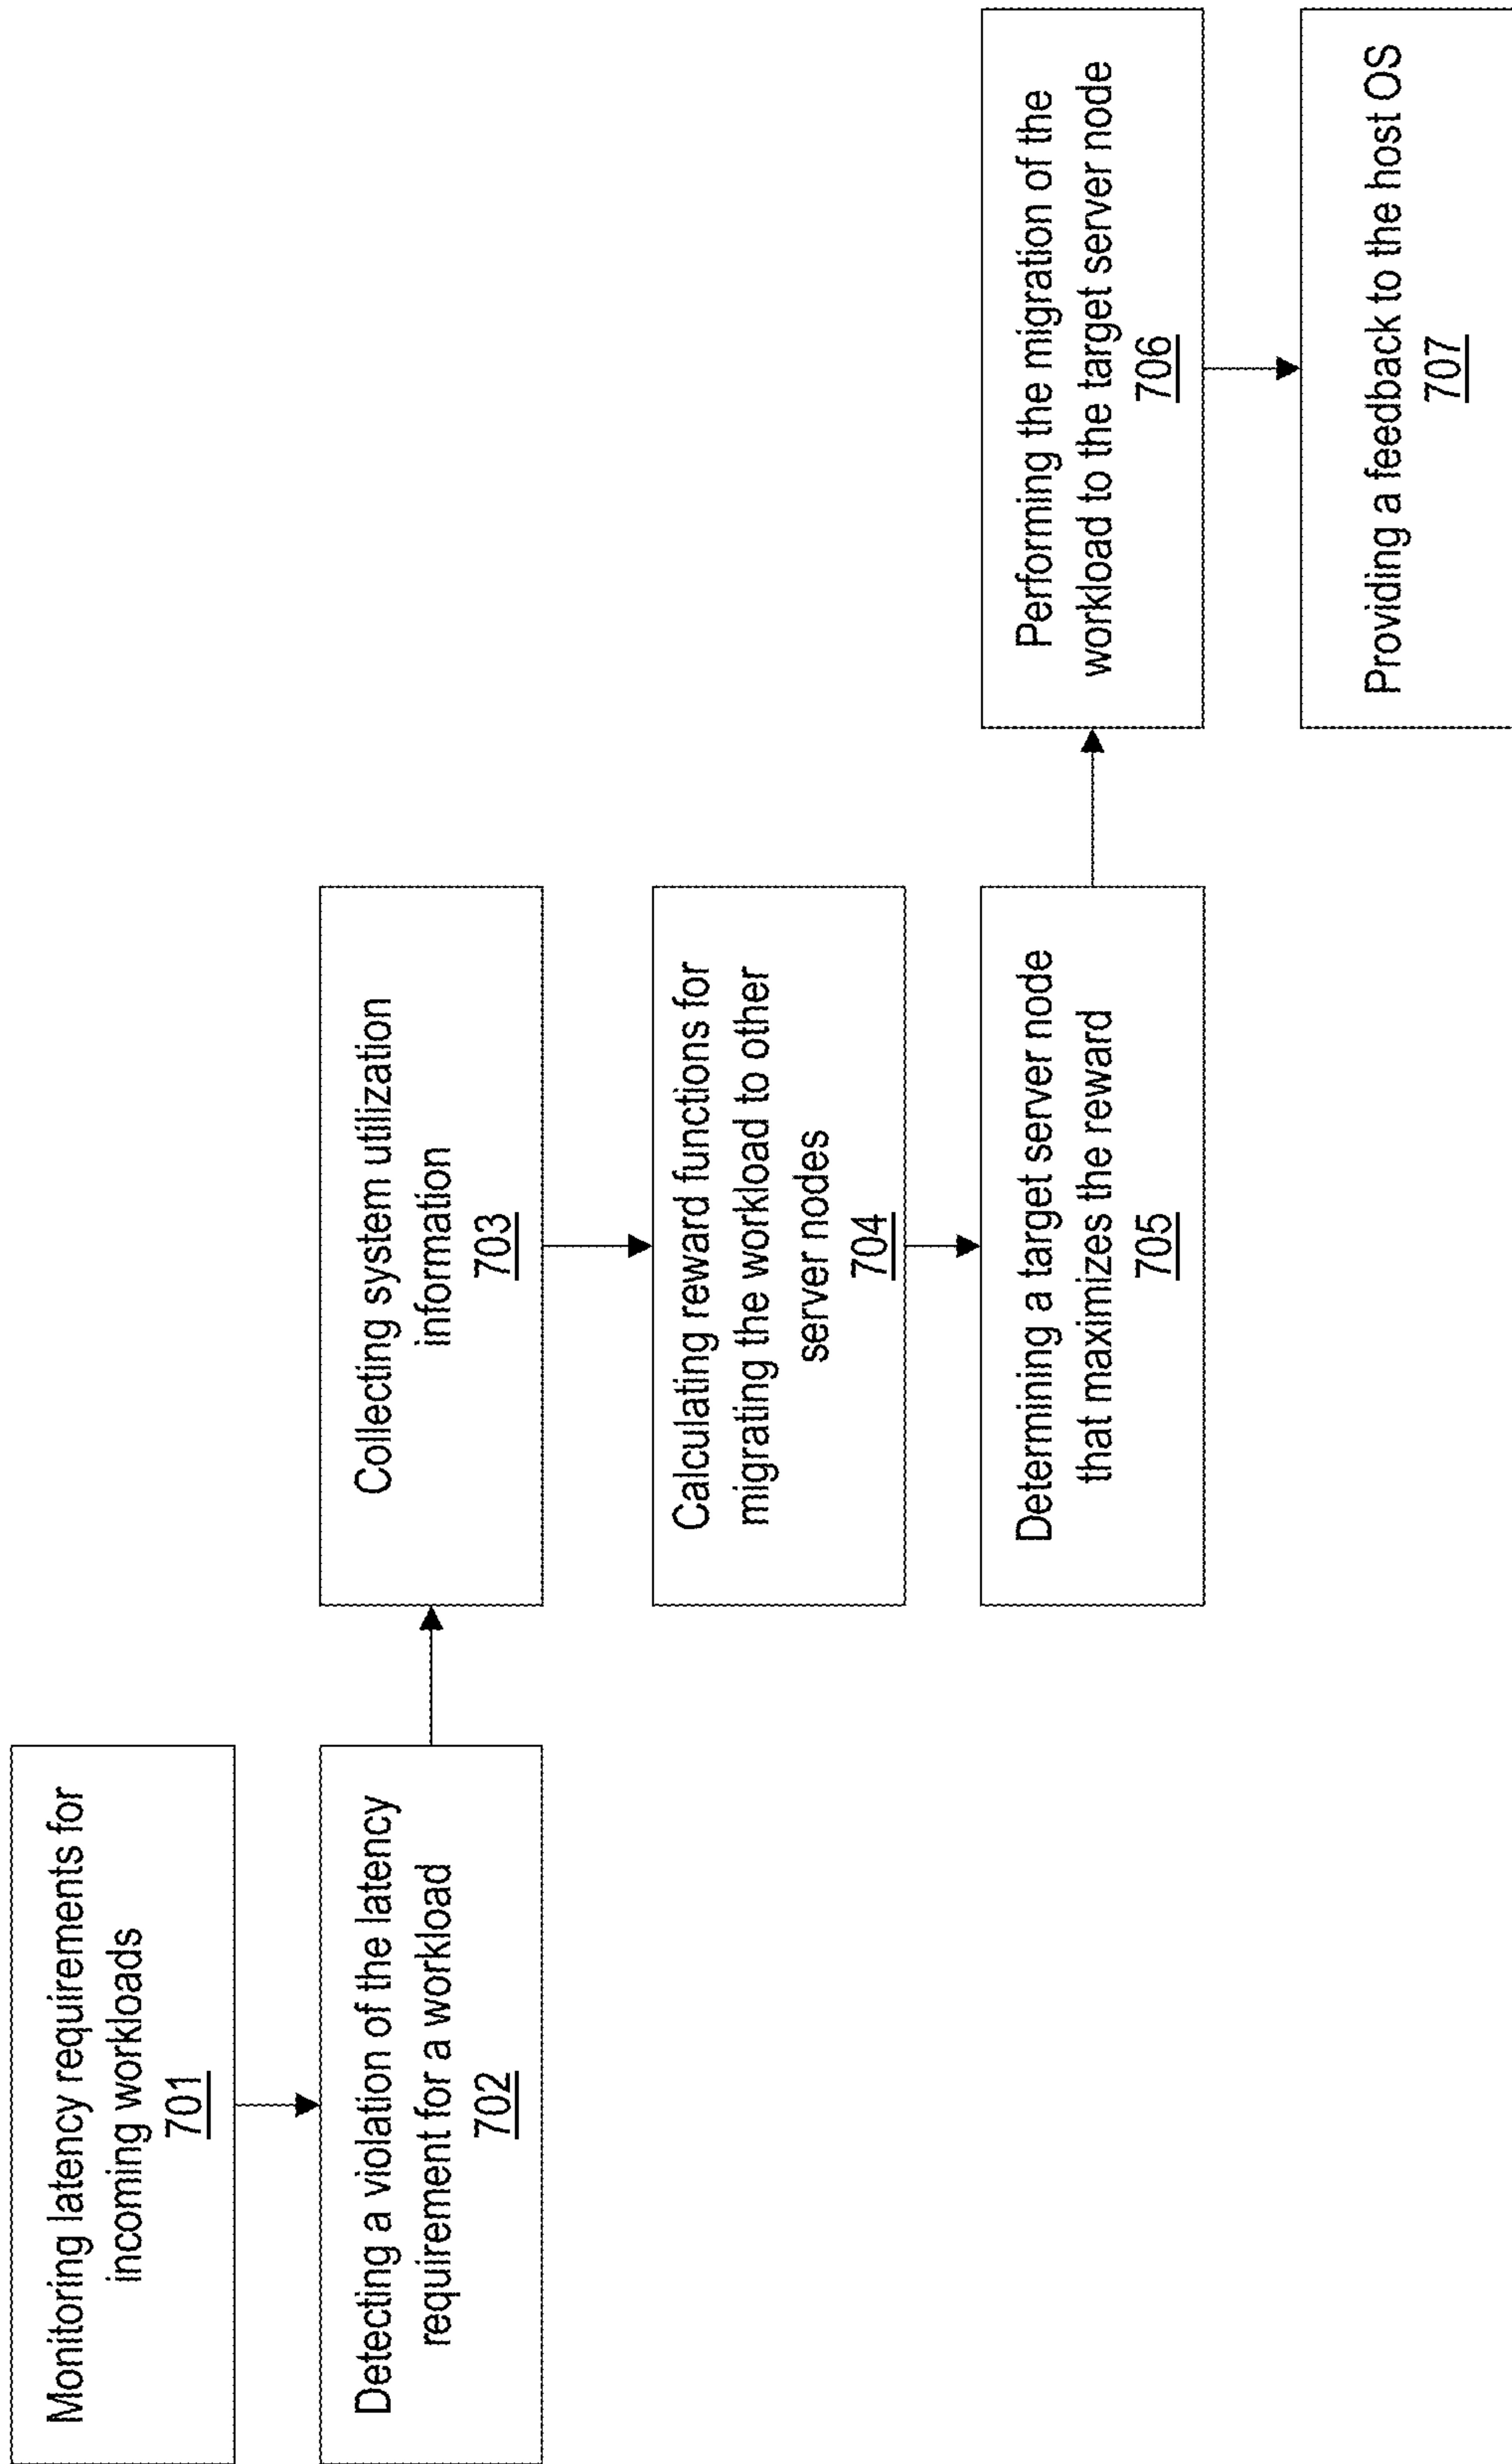 Monitoring latency requirements for
incoming workloads
701
Detecting a violation of the latency
requirement for a workload
702
Collecting system utilization
information
703
Calculating reward functions for
migrating the workload to other
server nodes
704
Determining a target server node
that maximizes the reward
705
Performing the migration of the
workload to the target server node
706
Providing a feedback to the host OS
707